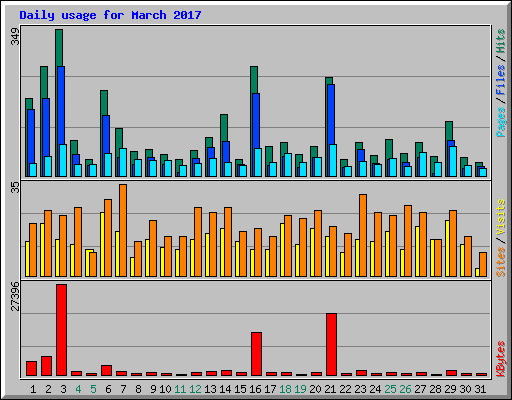 Daily usage for March 2017
349
Pages / Files / Hits
35
Sites / Visits
27396
KBytes
1 2 3 4 5 6 7 8 9 10 11 12 13 14 15 16 17 18 19 20 21 22 23 24 25 26 27 28 29 30 31